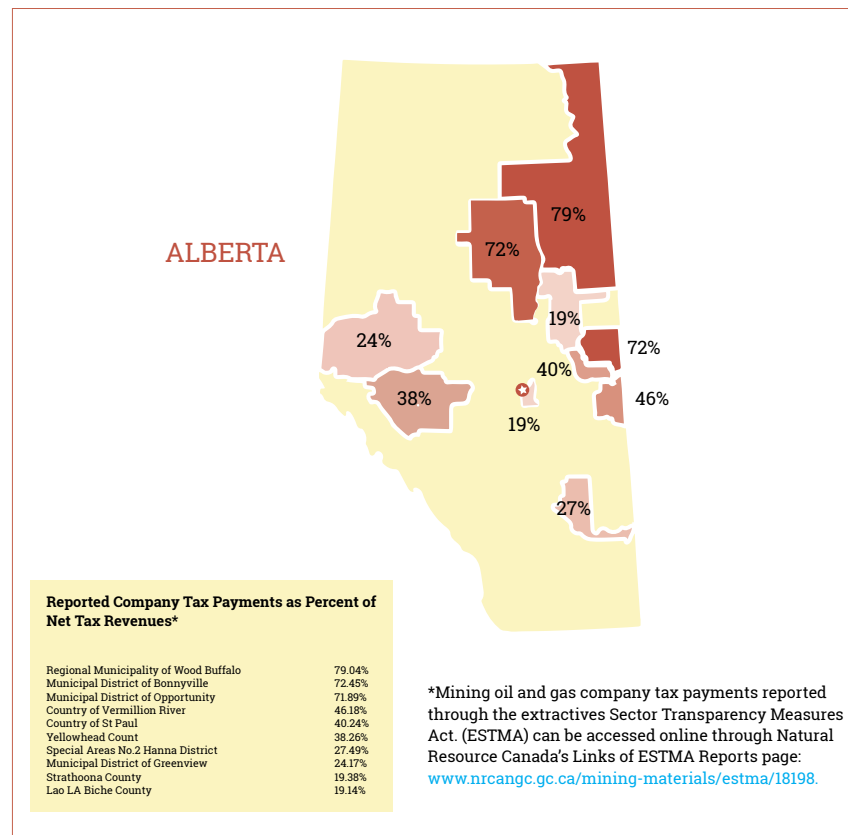 79%
ALBERTA
72%
19%
24%
72%
40%
38%
46%
19%
27%
Reported Company Tax Payments as Percent of
Net Tax Revenues*
Regional Municipality of Wood Buffalo 79.04%
Municipal District of Bonnyville 72.45%
Municipal District of Opportunity 71.89%
Country of Vermillion River 46.18%
Country of St Paul 40.24%
Yellowhead Count 38.26%
Special Areas No.2 Hanna District 27.49%
Municipal District of Greenview 24.17%
Strathoona County 19.38%
Lao LA Biche County 19.14%
*Mining oil and gas company tax payments reported
through the extractives Sector Transparency Measures
Act. (ESTMA) can be accessed online through Natural
Resource Canada's Links of ESTMA Reports page:
www.nrcangc.gc.ca/mining-materials/estma/18198.